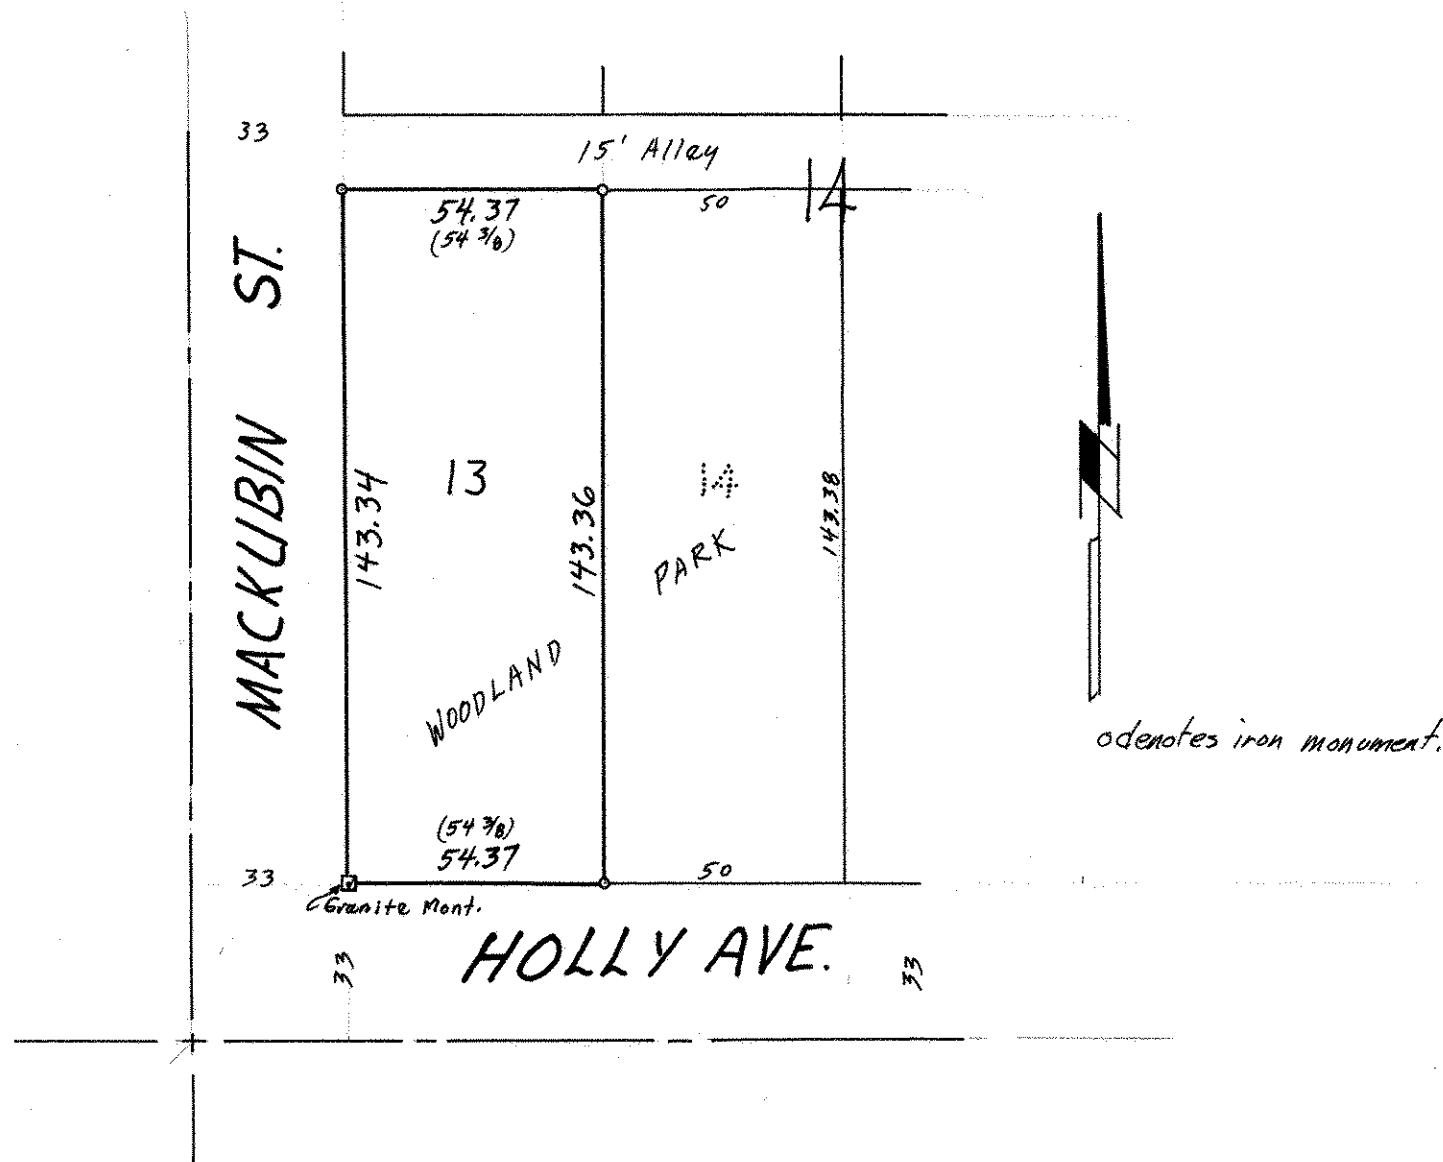 33
15' Alley
54.37
(54 3/8)
50
14
MACKUBIN ST.
13
14
143.34
143.36
143.38
WOODLAND PARK
N
o denotes iron monument.
(54 3/8)
54.37
50
33
Granite Mont.
33
HOLLY AVE.
33